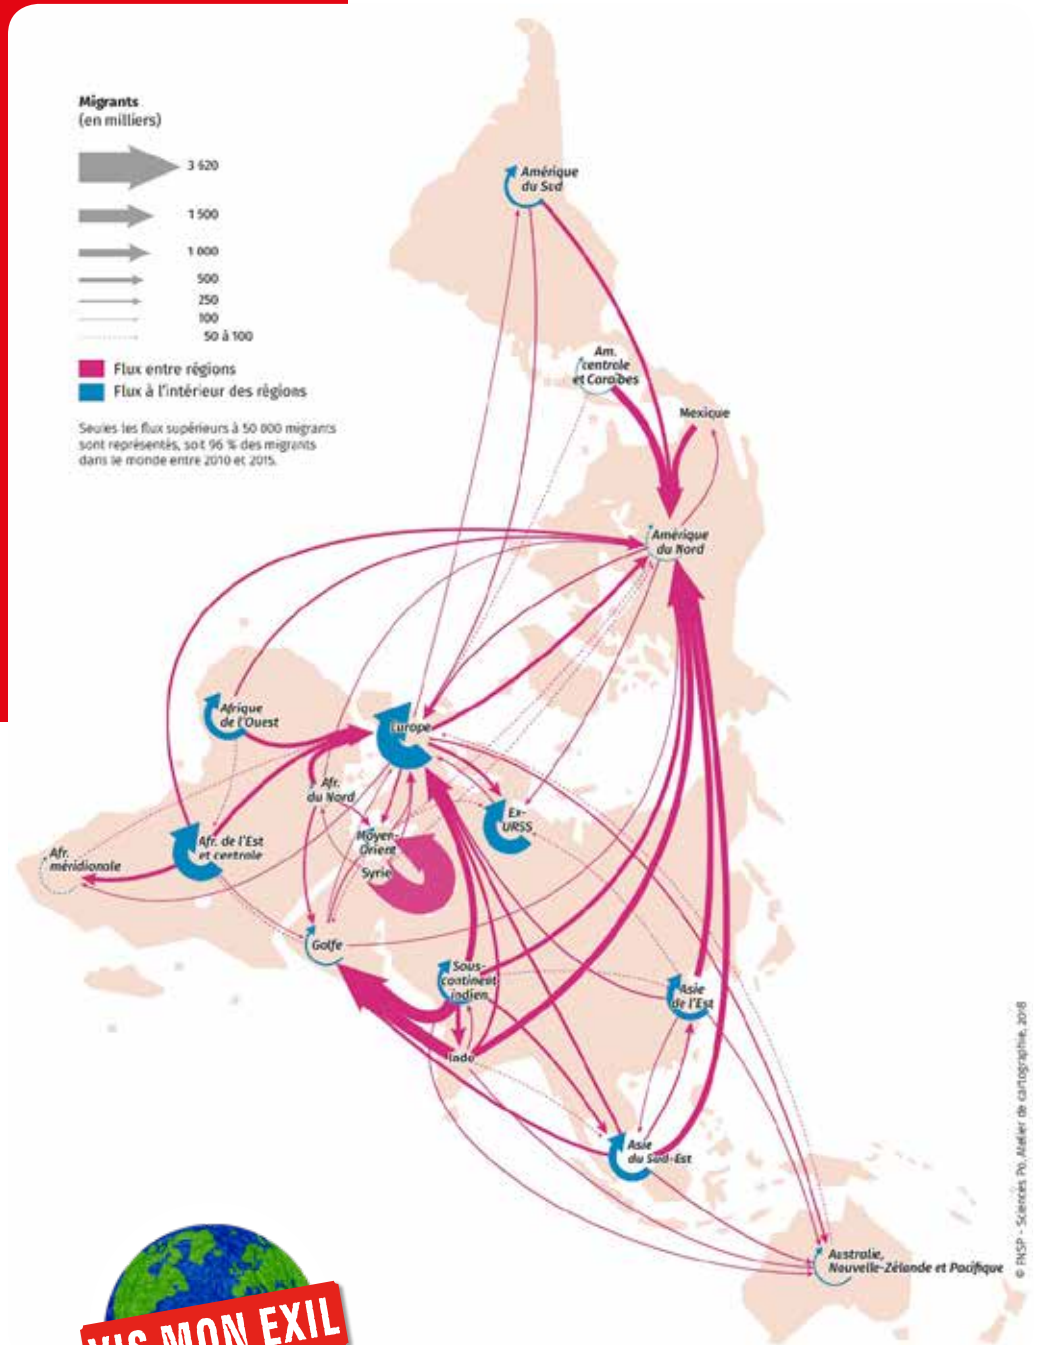 Migrants
(en milliers)
3 620
1 500
1 000
500
250
100
50 à 100
Flux entre régions
Flux à l'intérieur des régions
Seules les flux supérieurs à 50 000 migrants
sont représentés, soit 96 % des migrants
dans le monde entre 2010 et 2015.
Amérique
du Sud
Am.
centrale
et Caraïbes
Mexique
Amérique
du Nord
Afrique
de l'Ouest
Europe
Afr.
du Nord
Ex-
URSS
Moyen-
Orient
Syrie
Afr. de l'Est
et centrale
Afr.
méridionale
Golfe
Sous-
continent
indien
Inde
Asie
de l'Est
Asie
du Sud-Est
Australie,
Nouvelle-Zélande et Pacifique
© FNSP - Sciences Po, Atelier de cartographie, 2018
VIS MON EXIL